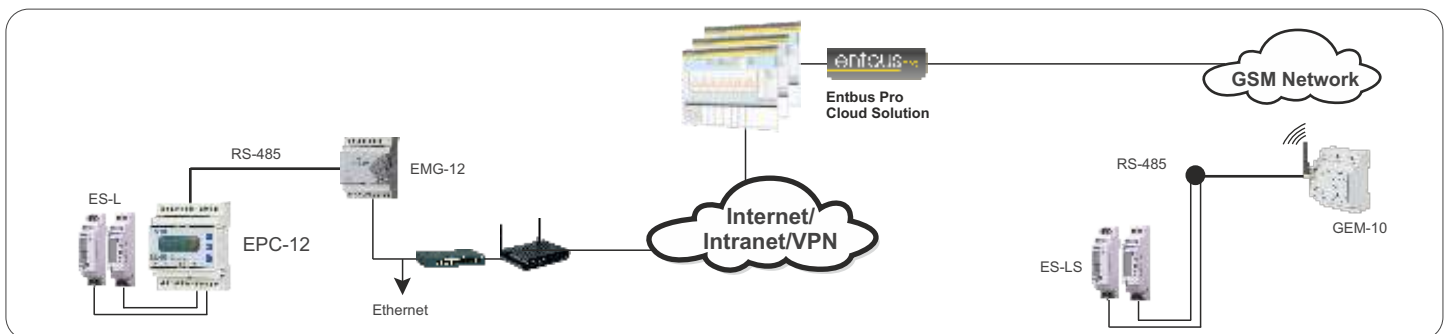 entbus
Entbus Pro
Cloud Solution
GSM Network
RS-485
EMG-12
ES-L
EPC-12
Ethernet
Internet/
Intranet/VPN
RS-485
GEM-10
ES-LS